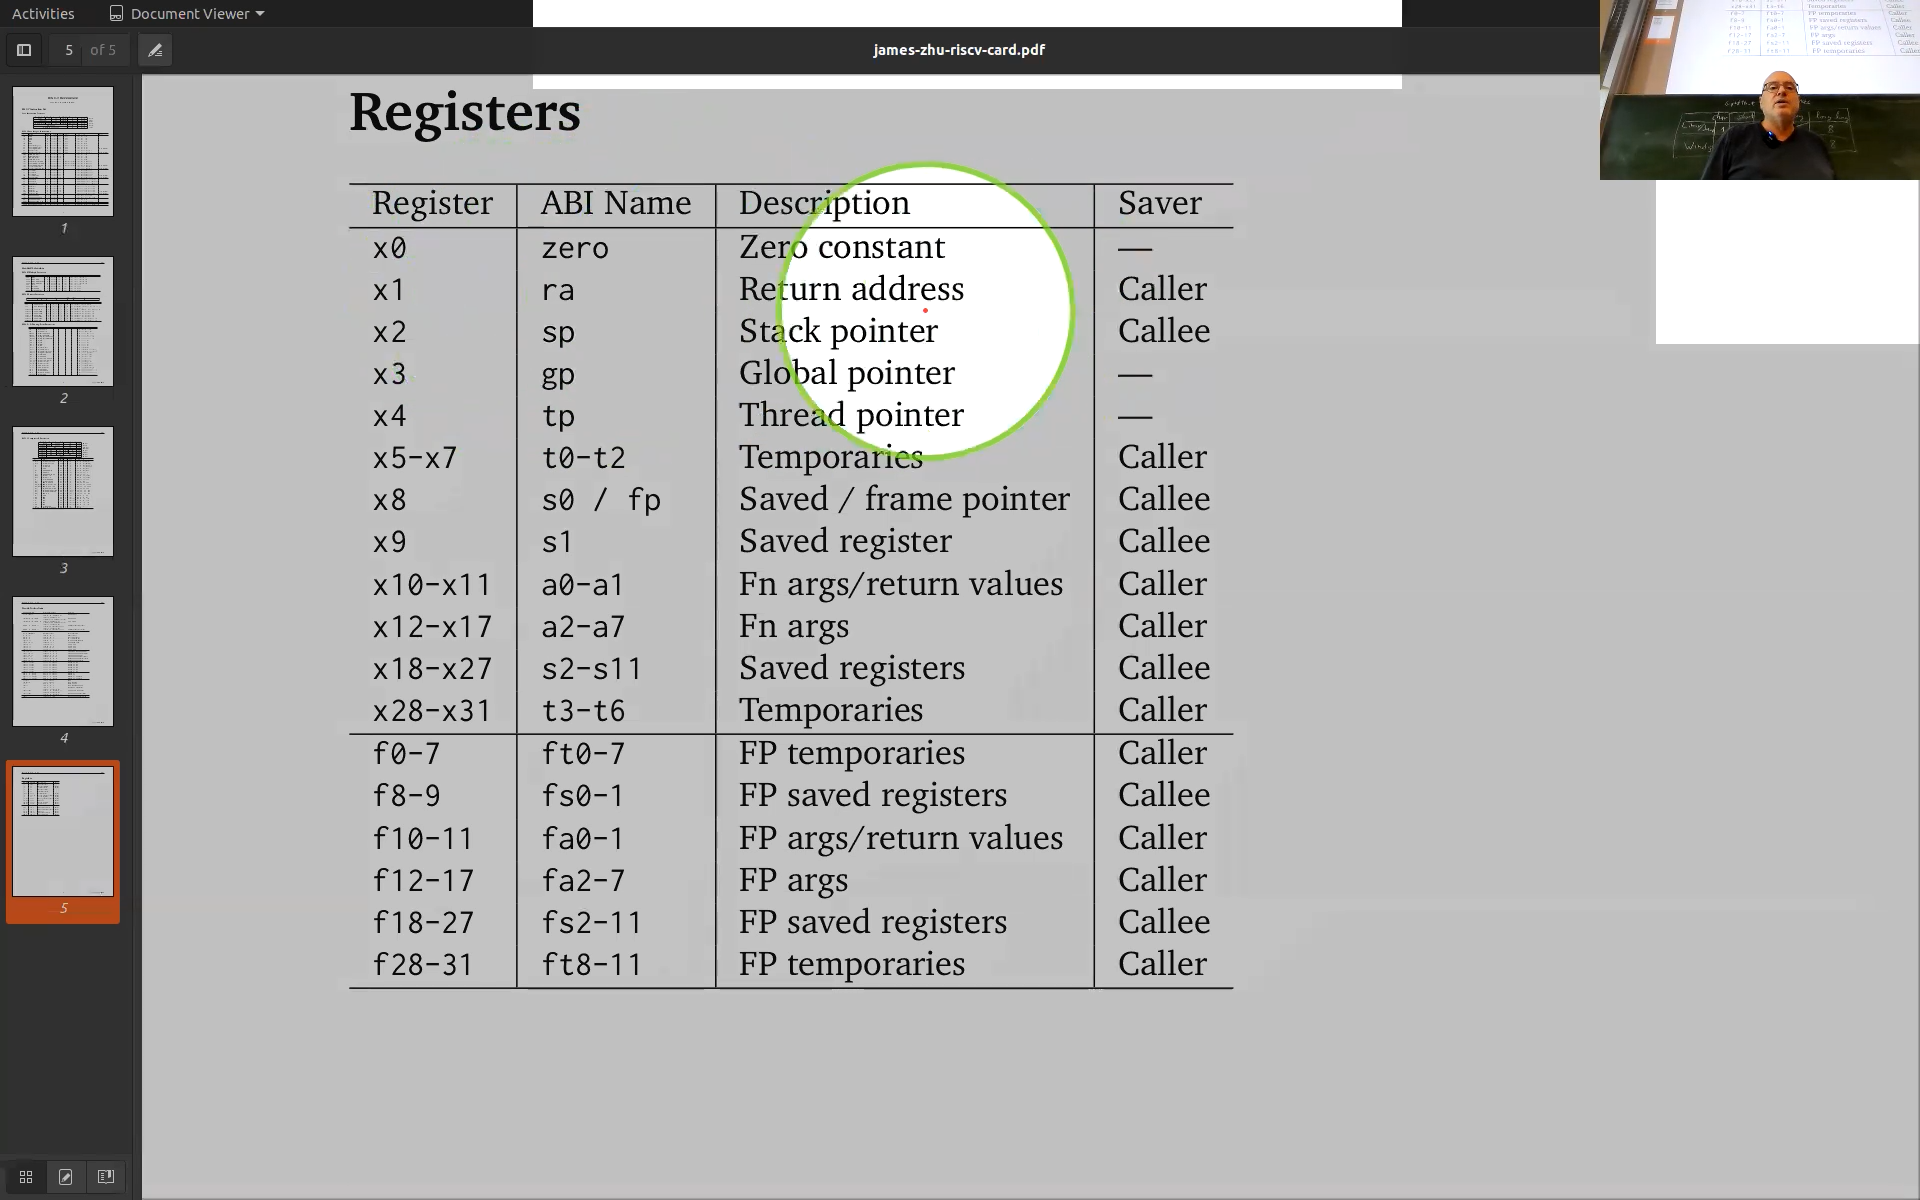 Activities Document Viewer
5 of 5 james-zhu-riscv-card.pdf
1
2
3
4
5
Registers
Register ABI Name Description Saver
x0 zero Zero constant —
x1 ra Return address Caller
x2 sp Stack pointer Callee
x3 gp Global pointer —
x4 tp Thread pointer —
x5-x7 t0-t2 Temporaries Caller
x8 s0 / fp Saved / frame pointer Callee
x9 s1 Saved register Callee
x10-x11 a0-a1 Fn args/return values Caller
x12-x17 a2-a7 Fn args Caller
x18-x27 s2-s11 Saved registers Callee
x28-x31 t3-t6 Temporaries Caller
f0-7 ft0-7 FP temporaries Caller
f8-9 fs0-1 FP saved registers Callee
f10-11 fa0-1 FP args/return values Caller
f12-17 fa2-7 FP args Caller
f18-27 fs2-11 FP saved registers Callee
f28-31 ft8-11 FP temporaries Caller